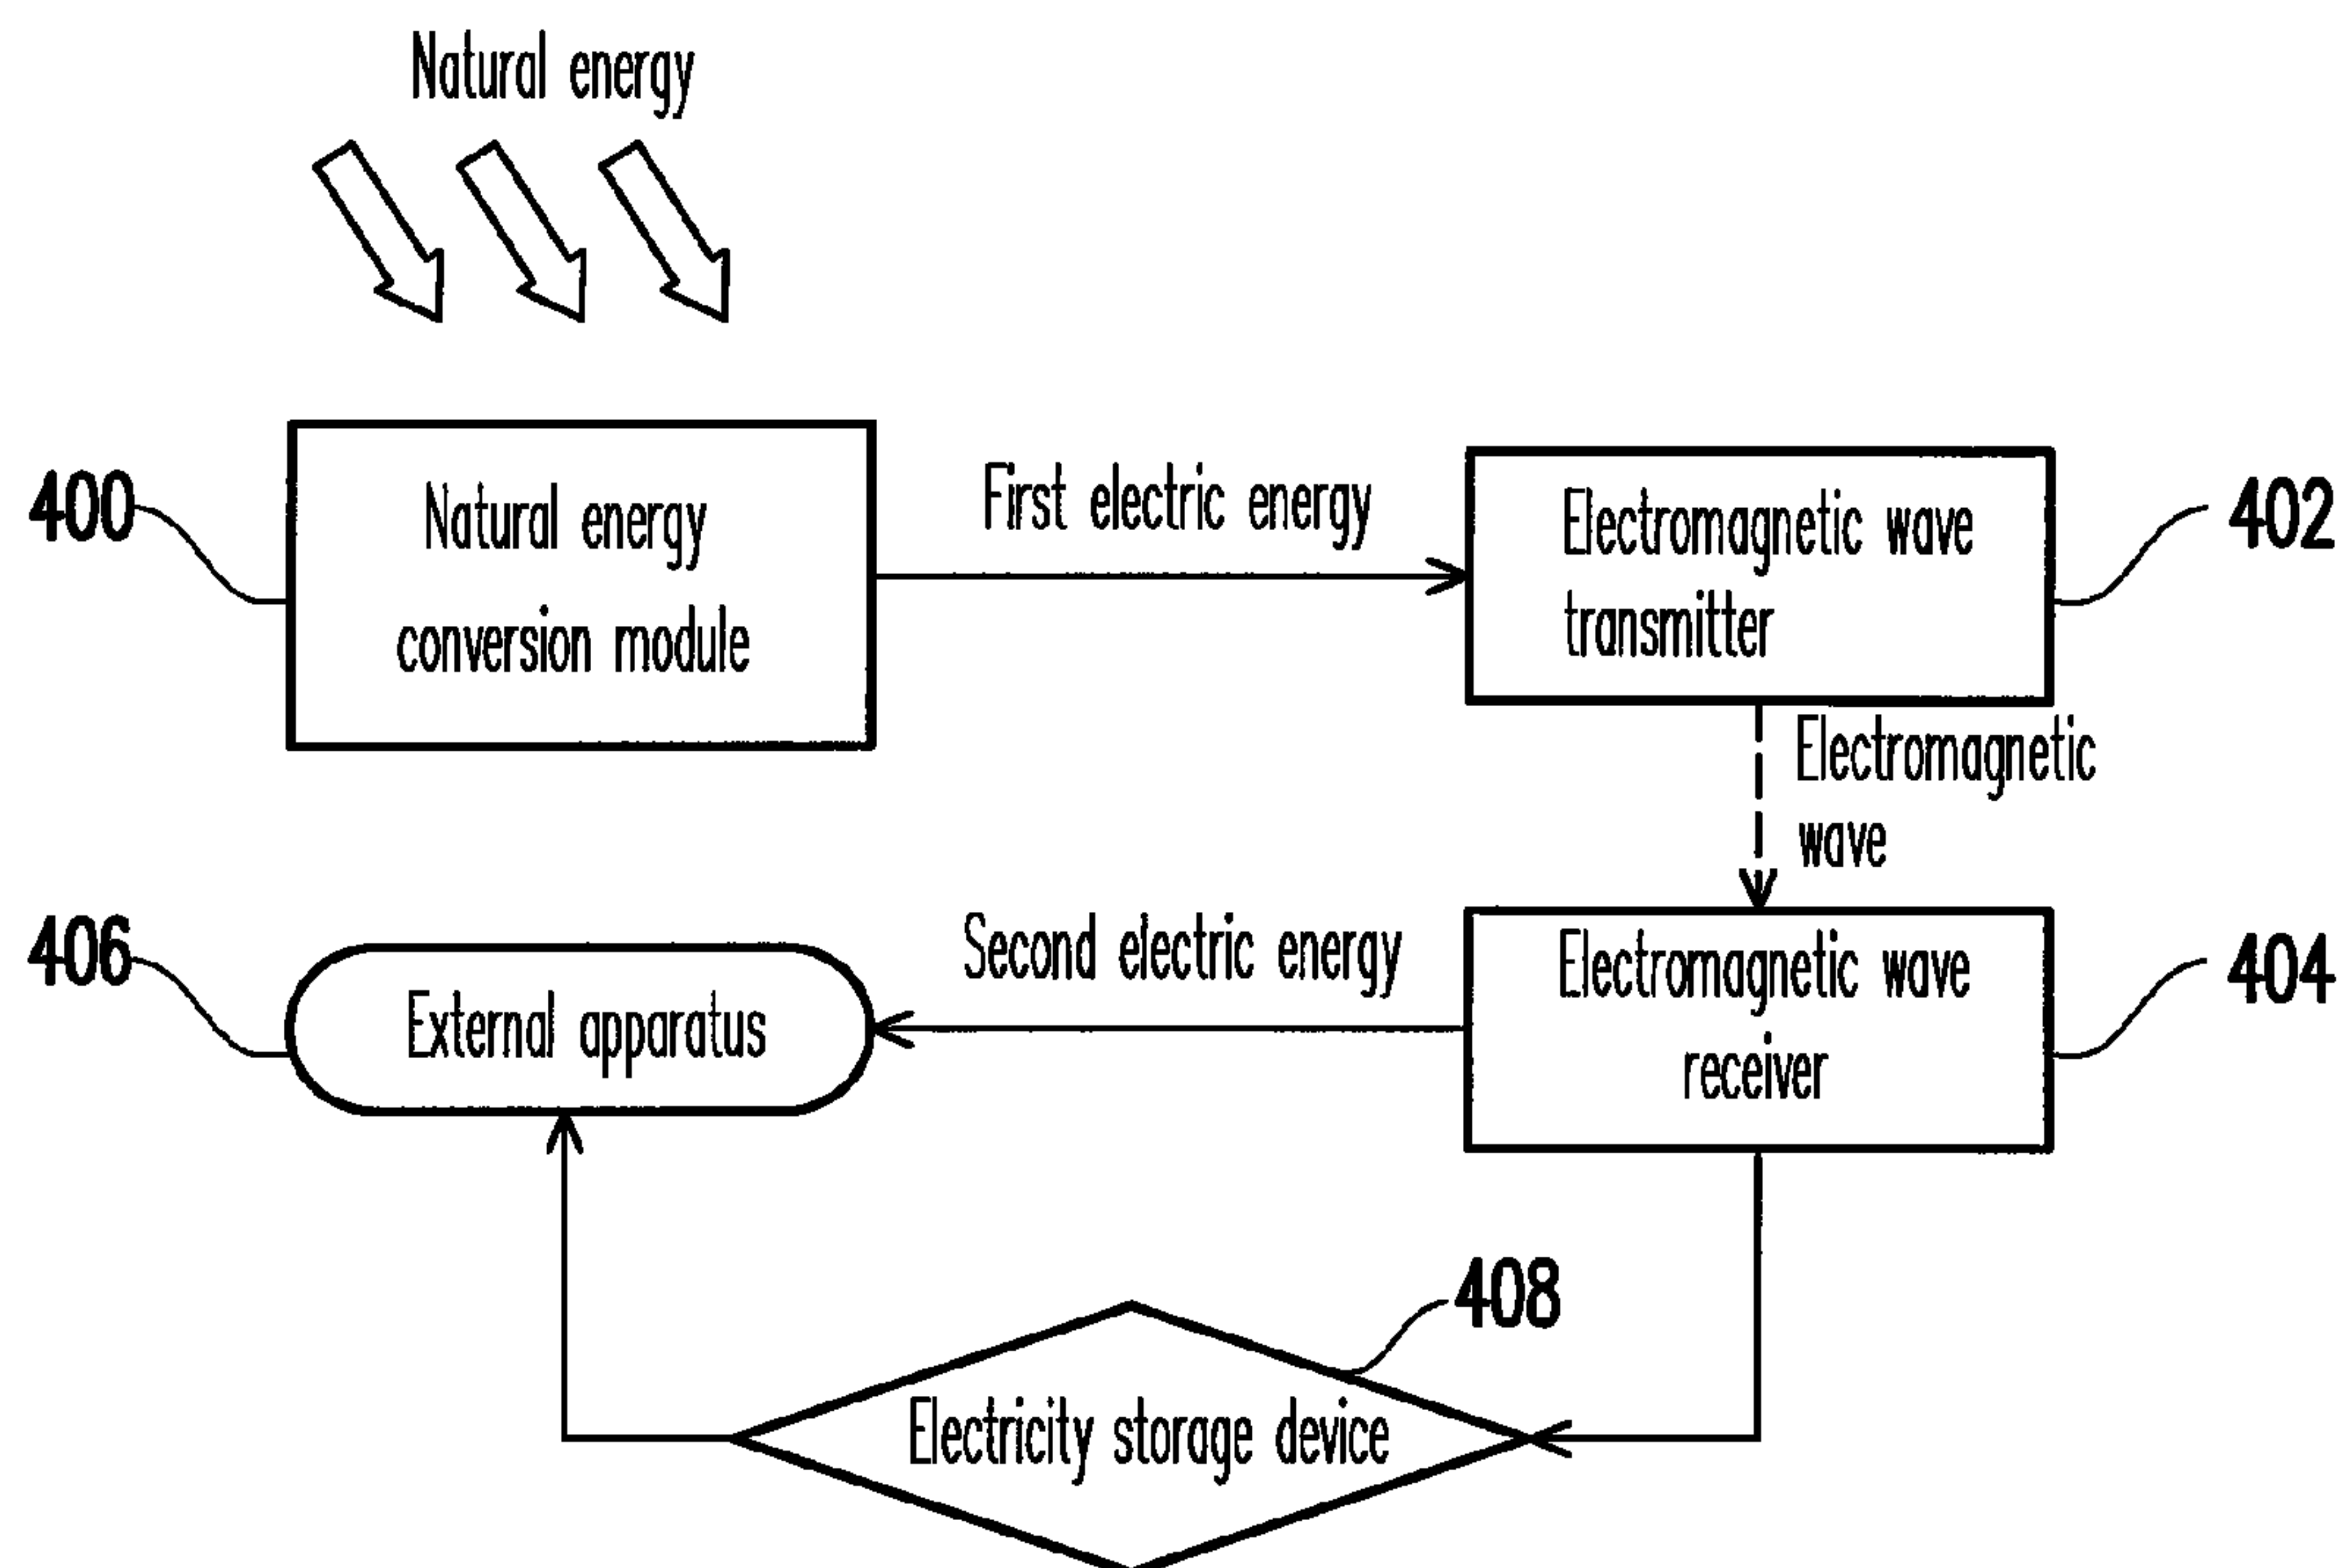 Natural energy
400
Natural energy
conversion module
First electric energy
Electromagnetic wave
transmitter
402
Electromagnetic
wave
406
External apparatus
Second electric energy
Electromagnetic wave
receiver
404
408
Electricity storage device